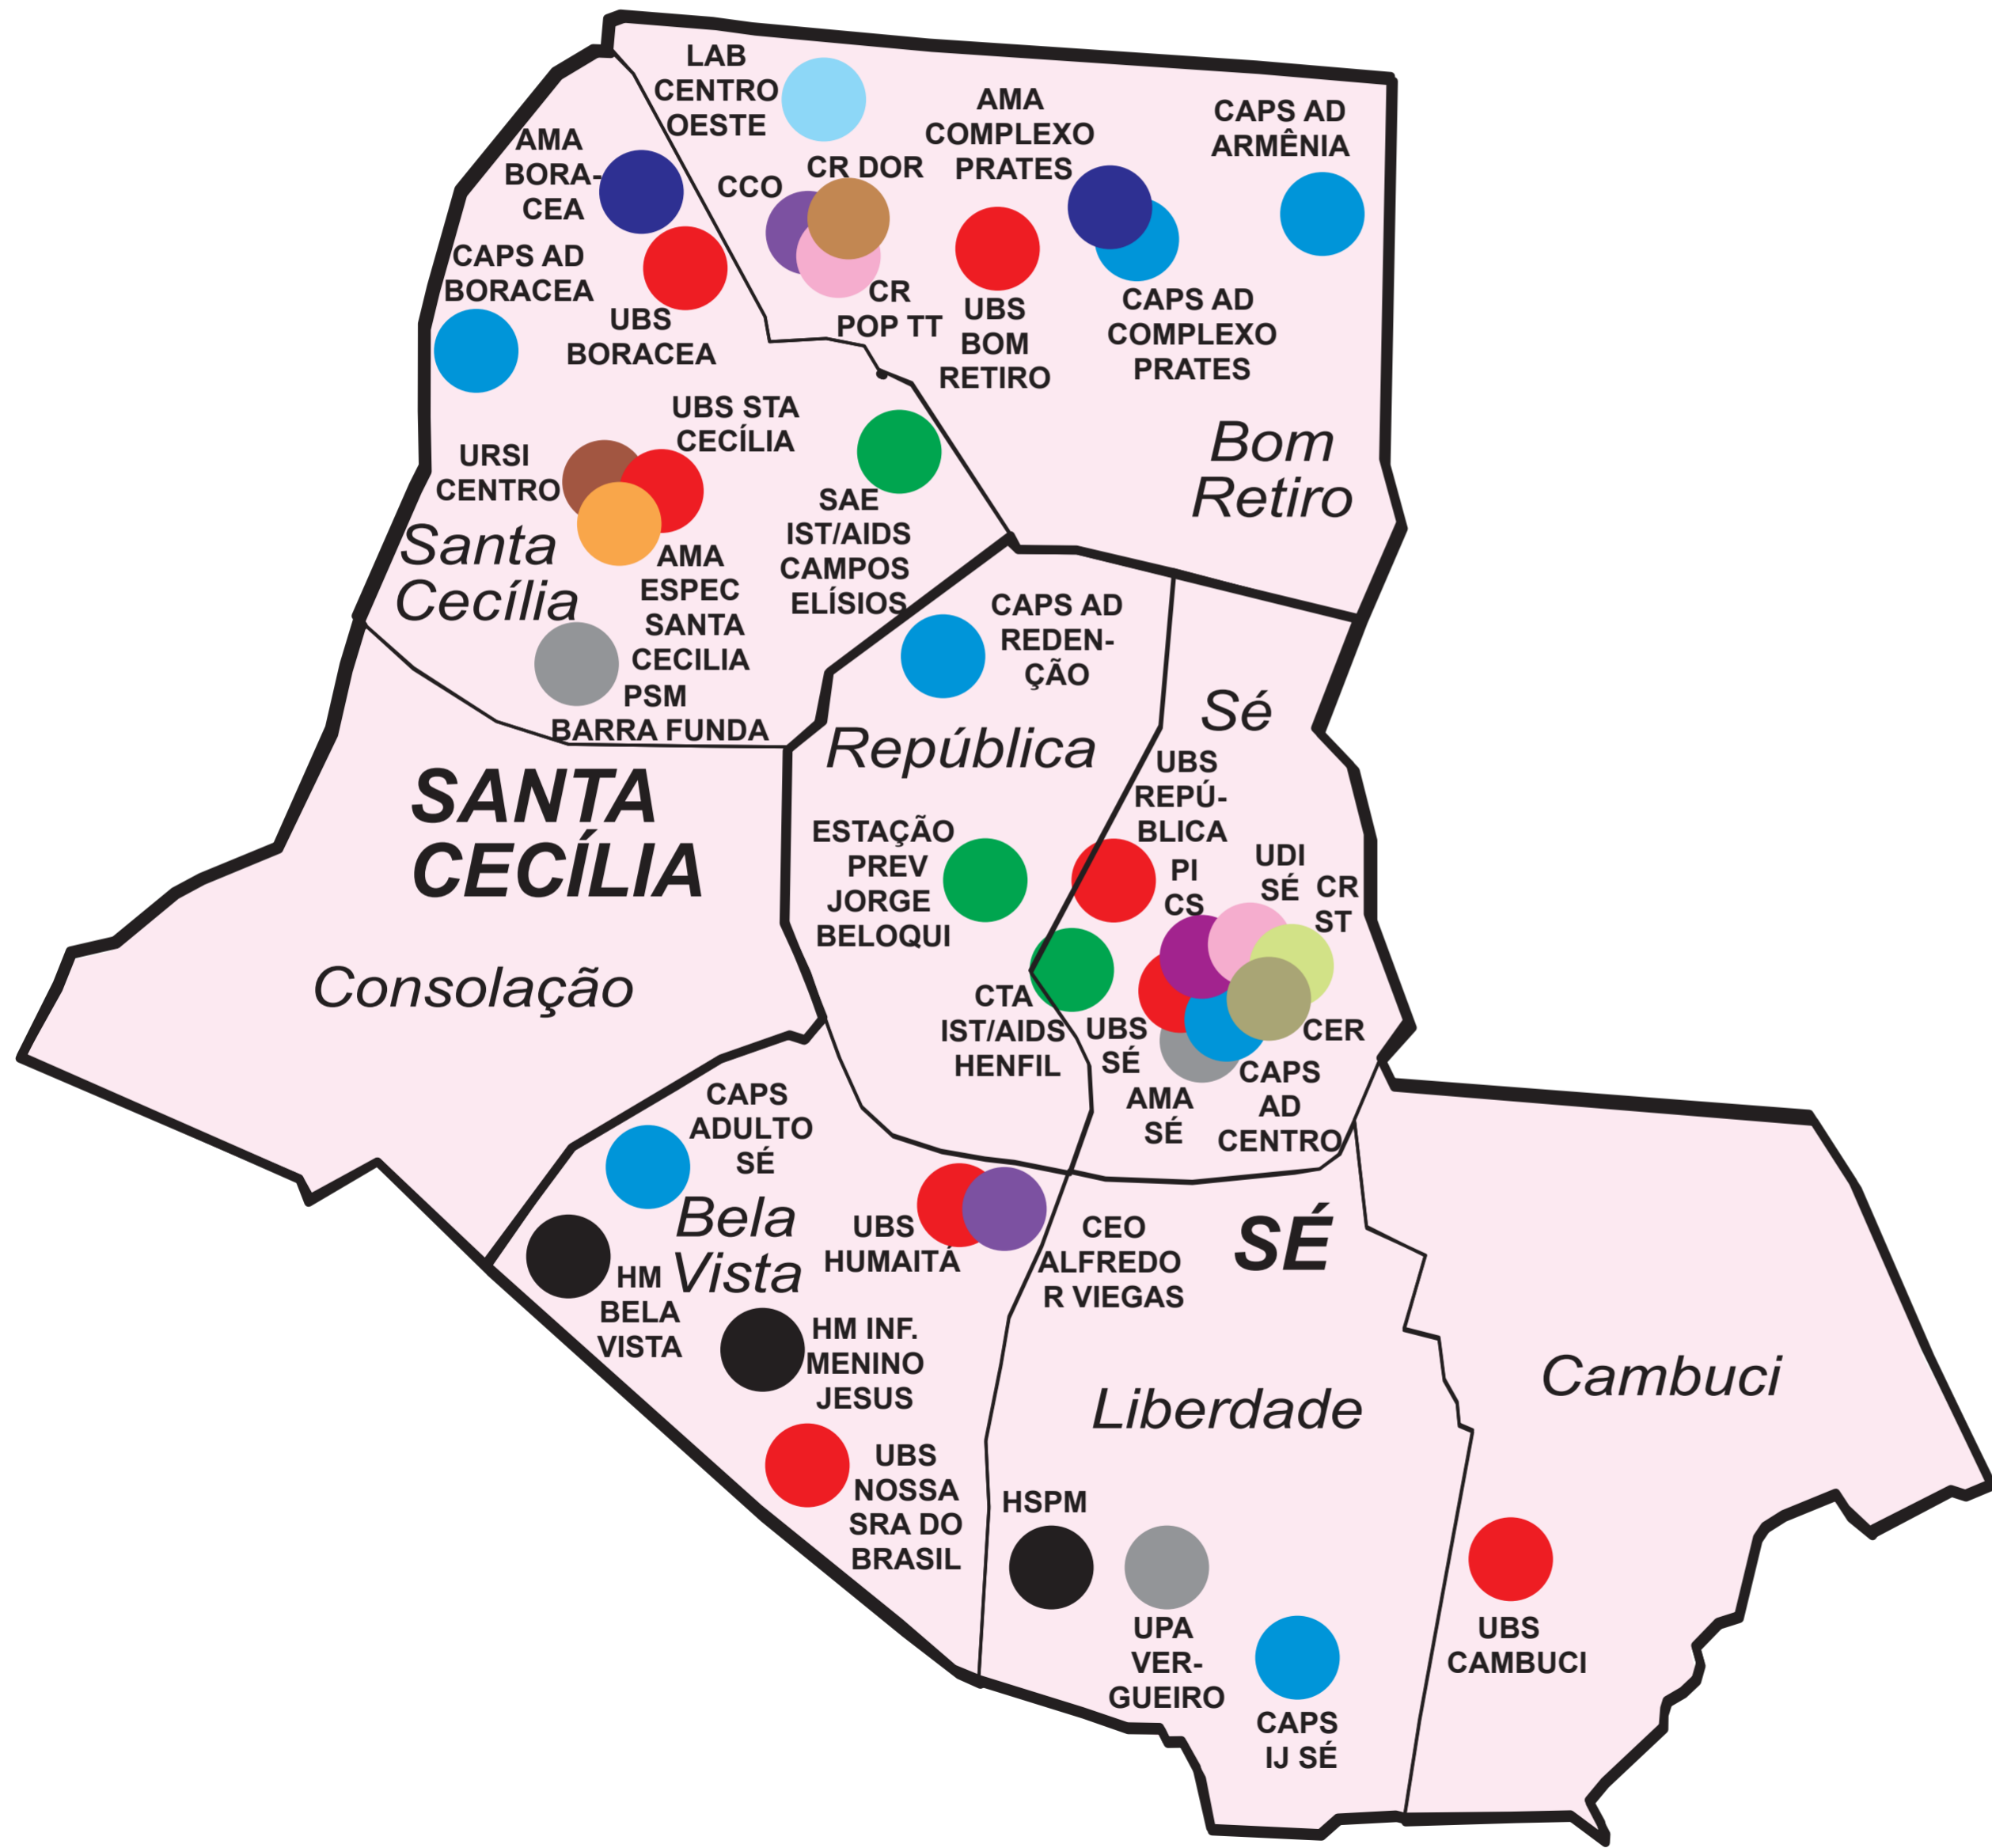 LAB
CENTRO
OESTE
AMA
COMPLEXO
PRATES
CAPS AD
ARMÊNIA
AMA
BORA-
CEA
CCO
CR DOR
CAPS AD
BORACEA
UBS
BORACEA
CR
POP TT
UBS
BOM
RETIRO
CAPS AD
COMPLEXO
PRATES
Bom
Retiro
UBS STA
CECÍLIA
URSI
CENTRO
SAE
IST/AIDS
CAMPOS
ELÍSIOS
Santa
Cecília
AMA
ESPEC
SANTA
CECILIA
PSM
BARRA FUNDA
CAPS AD
REDEN-
ÇÃO
República
Sé
SANTA
CECÍLIA
Consolação
UBS
REPÚ-
BLICA
ESTAÇÃO
PREV
JORGE
BELOQUI
PI
CS
UDI
SÉ
CR
ST
CTA
IST/AIDS
HENFIL
UBS
SÉ
CER
AMA
SÉ
CAPS
AD
CENTRO
CAPS
ADULTO
SÉ
Bela
Vista
UBS
HUMAITÁ
CEO
ALFREDO
R VIEGAS
SÉ
HM
BELA
VISTA
HM INF.
MENINO
JESUS
Liberdade
Cambuci
UBS
NOSSA
SRA DO
BRASIL
HSPM
UPA
VER-
GUEIRO
CAPS
IJ SÉ
UBS
CAMBUCI